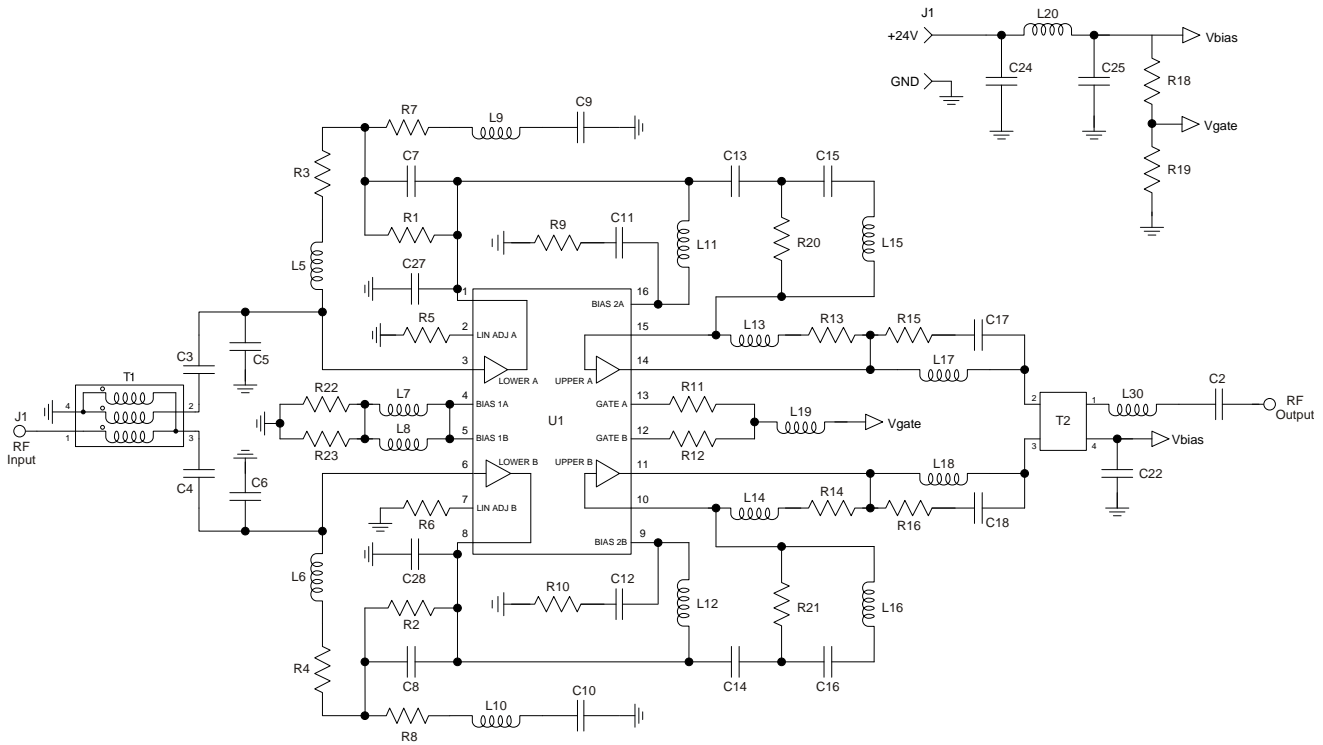 J1
L20
+24V
Vbias
C24
C25
R18
GND
Vgate
R19
R7
L9
C9
C7
C13
C15
R3
R1
R9
C11
L11
R20
L15
L5
C27
1
16
BIAS 2A
R5
2
LIN ADJ A
15
L13
R13
R15
C17
C3
C5
3
LOWER A
UPPER A
14
L17
T1
R22
L7
4
BIAS 1A
GATE A
13
R11
J1
4
2
1
3
RF
Input
L8
U1
L19
Vgate
2
T2
1
L30
C2
RF
Output
R23
5
BIAS 1B
GATE B
12
R12
3
4
Vbias
C4
C6
6
LOWER B
UPPER B
11
L18
C22
7
LIN ADJ B
10
L14
R14
R16
C18
R6
8
BIAS 2B
9
C28
L6
R10
C12
L12
R21
L16
R2
R4
C8
C14
C16
R8
L10
C10